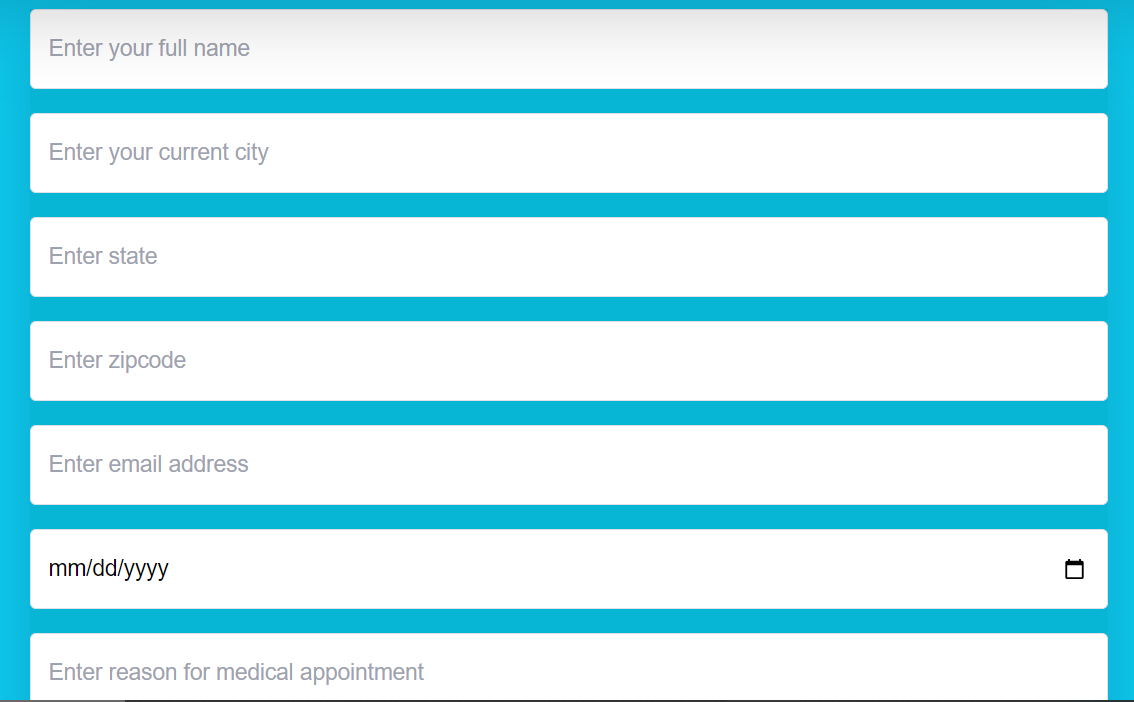 Enter your full name
Enter your current city
Enter state
Enter zipcode
Enter email address
mm/dd/yyyy
Enter reason for medical appointment